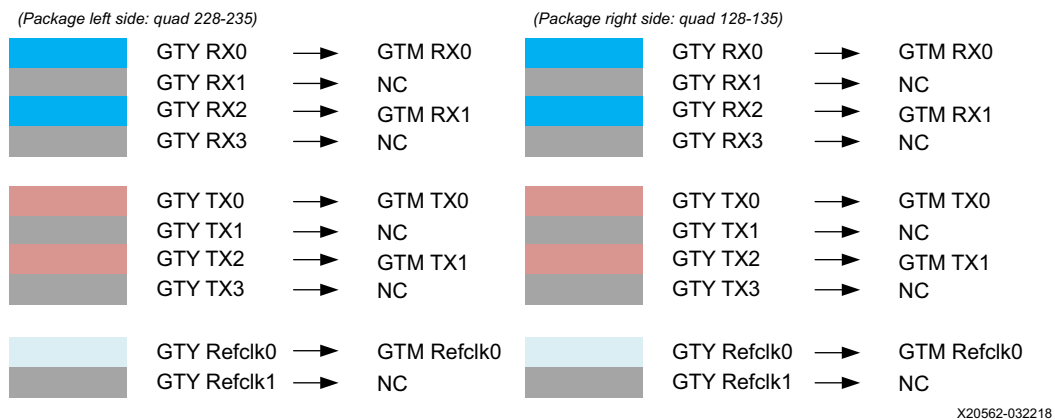 (Package left side: quad 228-235)
GTY RX0 GTM RX0
GTY RX1 NC
GTY RX2 GTM RX1
GTY RX3 NC
GTY TX0 GTM TX0
GTY TX1 NC
GTY TX2 GTM TX1
GTY TX3 NC
GTY Refclk0 GTM Refclk0
GTY Refclk1 NC
(Package right side: quad 128-135)
GTY RX0 GTM RX0
GTY RX1 NC
GTY RX2 GTM RX1
GTY RX3 NC
GTY TX0 GTM TX0
GTY TX1 NC
GTY TX2 GTM TX1
GTY TX3 NC
GTY Refclk0 GTM Refclk0
GTY Refclk1 NC
X20562-032218